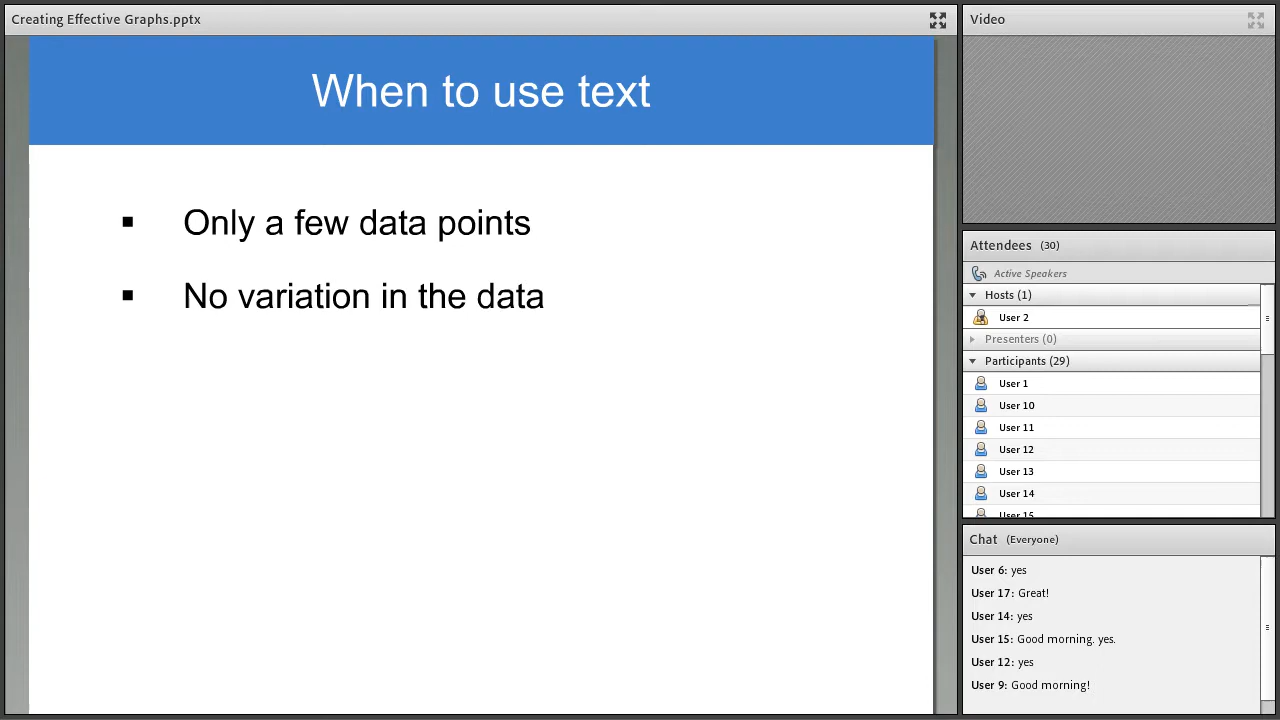 Creating Effective Graphs.pptx
When to use text
▪ Only a few data points
▪ No variation in the data
Video
Attendees (30)
Active Speakers
Hosts (1)
User 2
Presenters (0)
Participants (29)
User 1
User 10
User 11
User 12
User 13
User 14
User 15
Chat (Everyone)
User 6: yes
User 17: Great!
User 14: yes
User 15: Good morning. yes.
User 12: yes
User 9: Good morning!